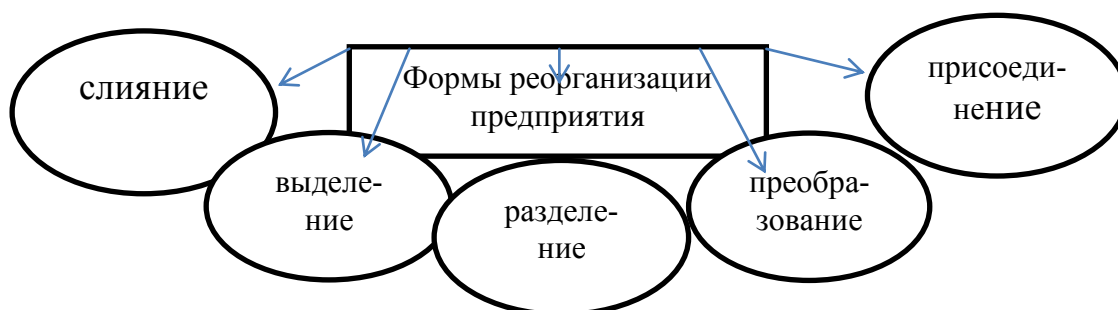 Формы реорганизации
предприятия
слияние
выделе-
ние
разделе-
ние
преобра-
зование
присоеди-
нение